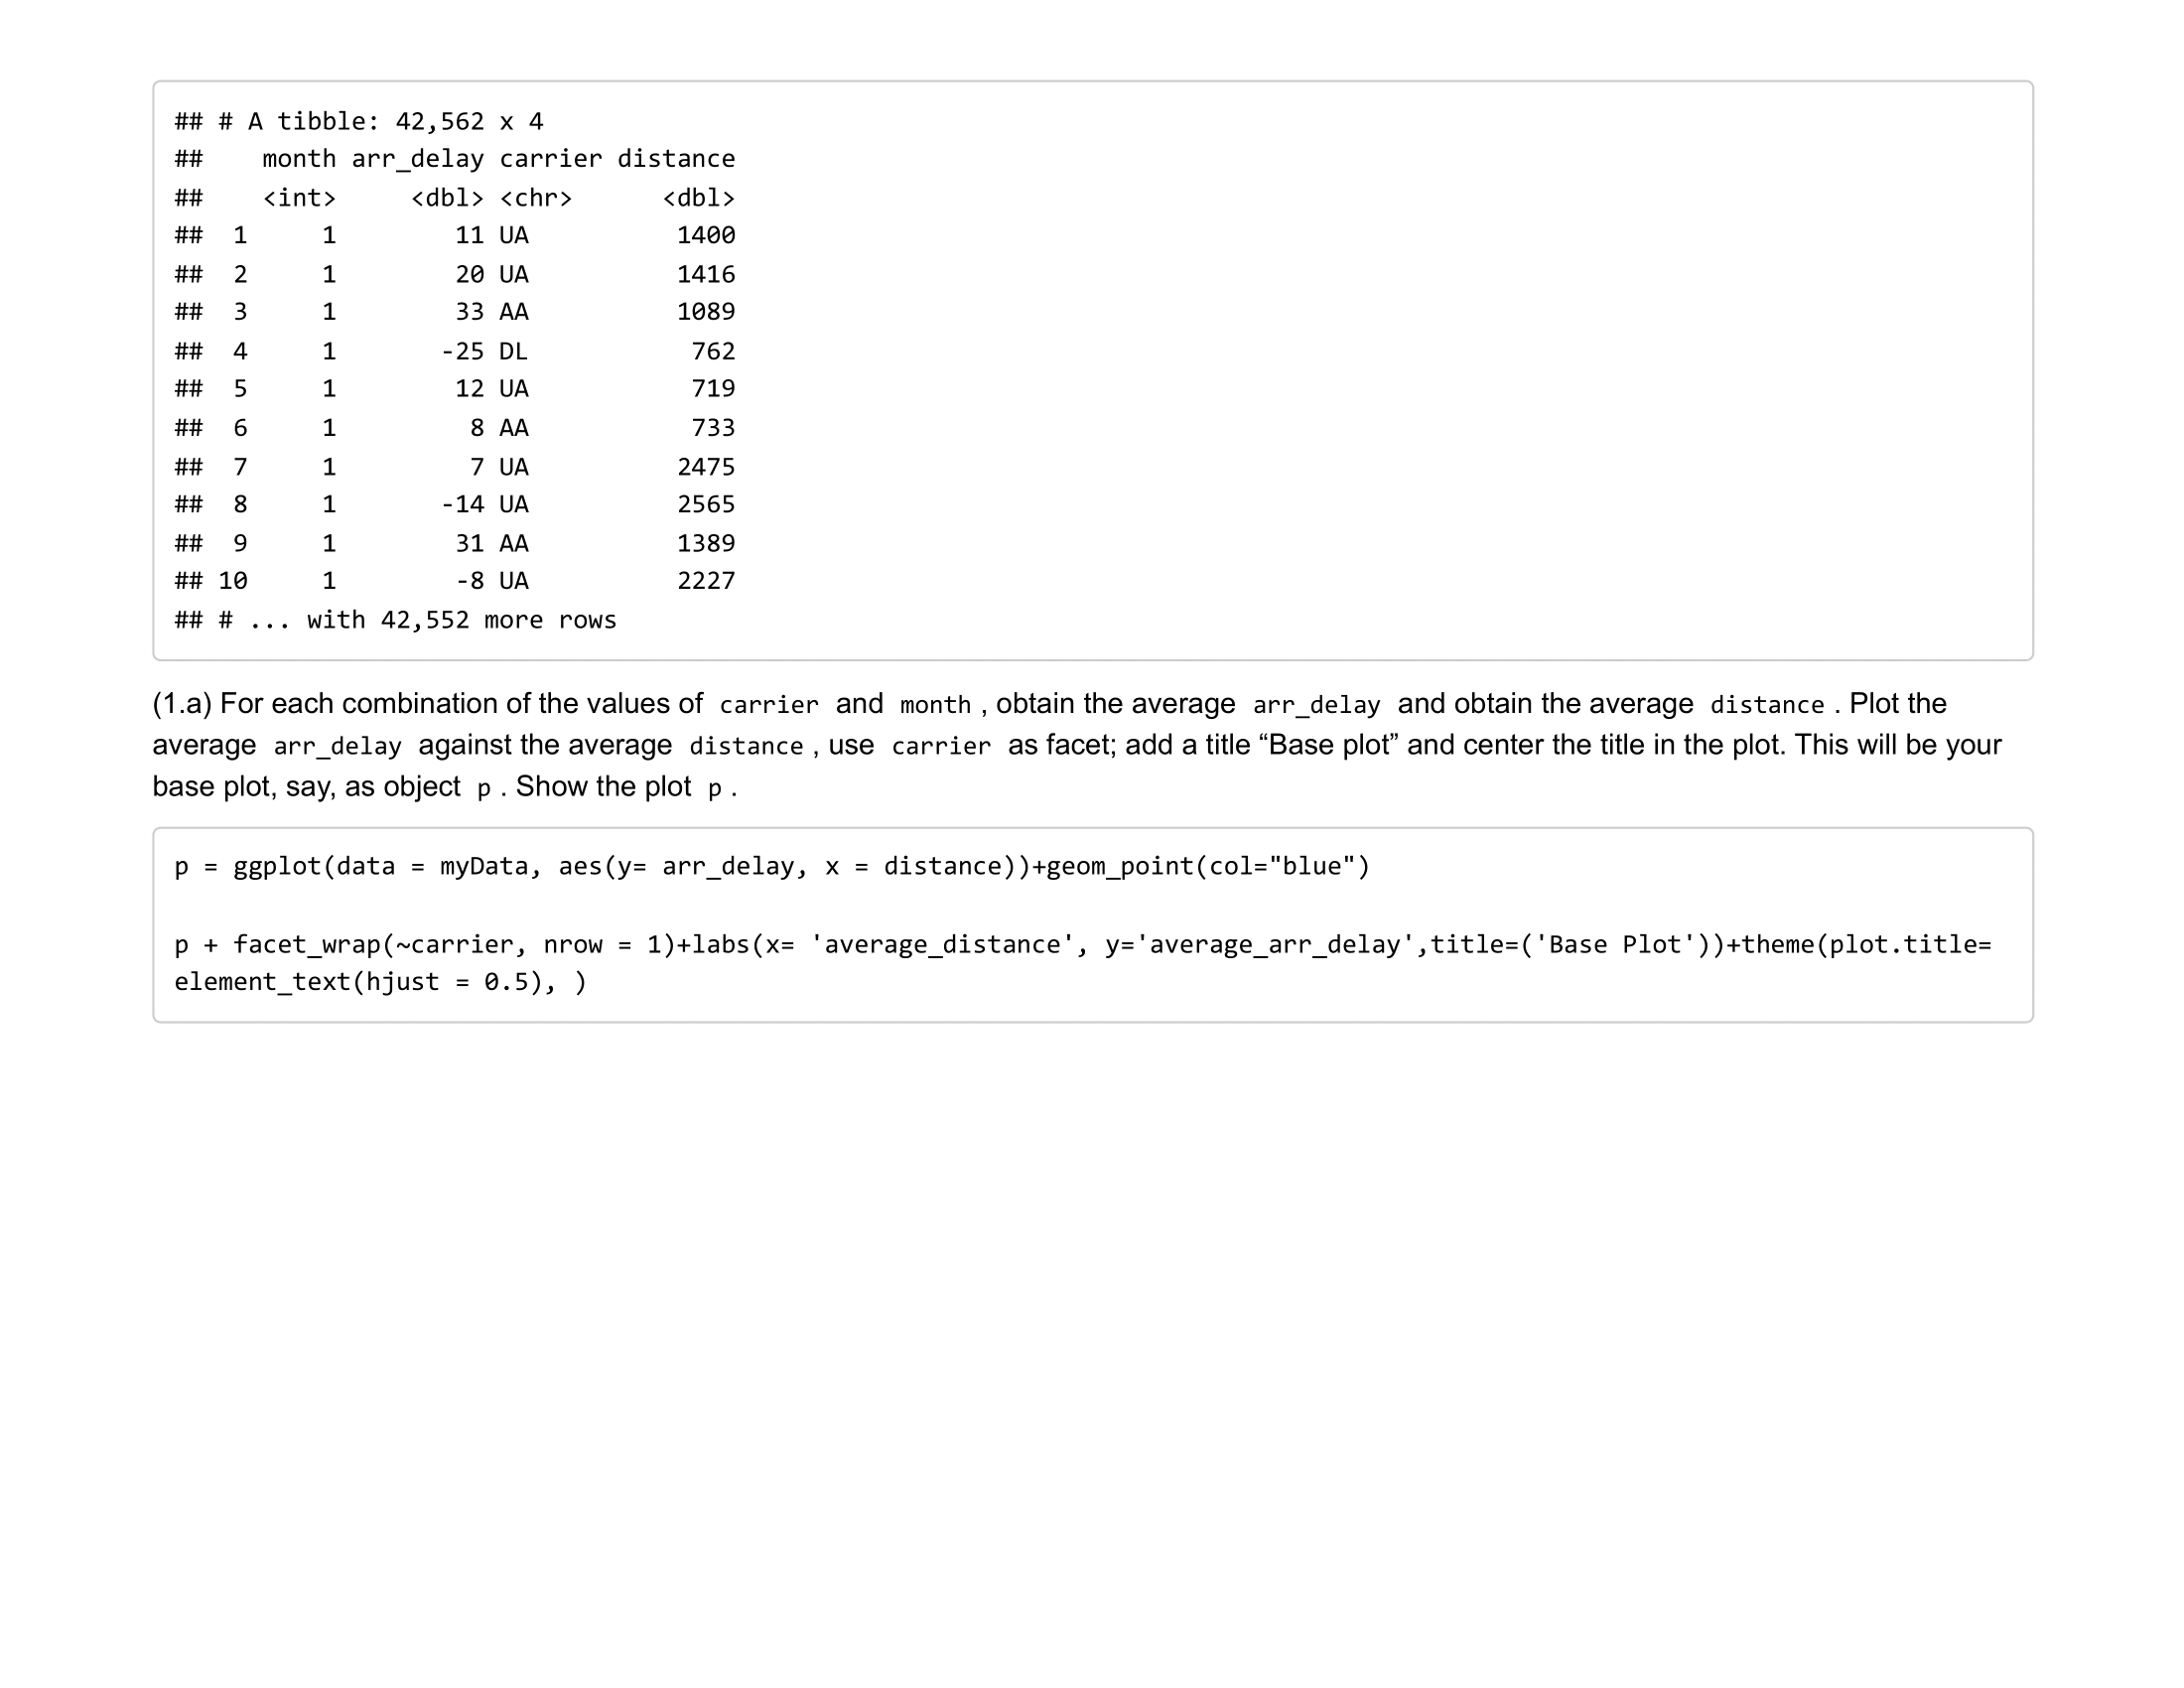 ## # A tibble: 42,562 x 4
##    month arr_delay carrier distance
##    <int>     <dbl> <chr>      <dbl>
##  1     1        11 UA          1400
##  2     1        20 UA          1416
##  3     1        33 AA          1089
##  4     1       -25 DL           762
##  5     1        12 UA           719
##  6     1         8 AA           733
##  7     1         7 UA          2475
##  8     1       -14 UA          2565
##  9     1        31 AA          1389
## 10     1        -8 UA          2227
## # ... with 42,552 more rows
(1.a) For each combination of the values of carrier and month , obtain the average arr_delay and obtain the average distance . Plot the
average arr_delay against the average distance , use carrier as facet; add a title “Base plot” and center the title in the plot. This will be your
base plot, say, as object p . Show the plot p .
p = ggplot(data = myData, aes(y= arr_delay, x = distance))+geom_point(col="blue")
p + facet_wrap(~carrier, nrow = 1)+labs(x= 'average_distance', y='average_arr_delay',title=('Base Plot'))+theme(plot.title=
element_text(hjust = 0.5), )